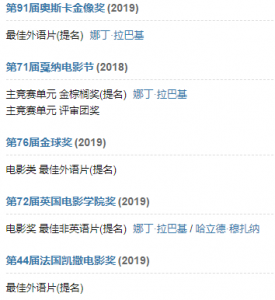 第91届奥斯卡金像奖 (2019)
最佳外语片(提名) 娜丁·拉巴基
第71届戛纳电影节 (2018)
主竞赛单元 金棕榈奖(提名) 娜丁·拉巴基
主竞赛单元 评审团奖
第76届金球奖 (2019)
电影类 最佳外语片(提名)
第72届英国电影学院奖 (2019)
电影奖 最佳非英语片(提名) 娜丁·拉巴基 / 哈立德·穆扎纳
第44届法国凯撒电影奖 (2019)
最佳外语片(提名)